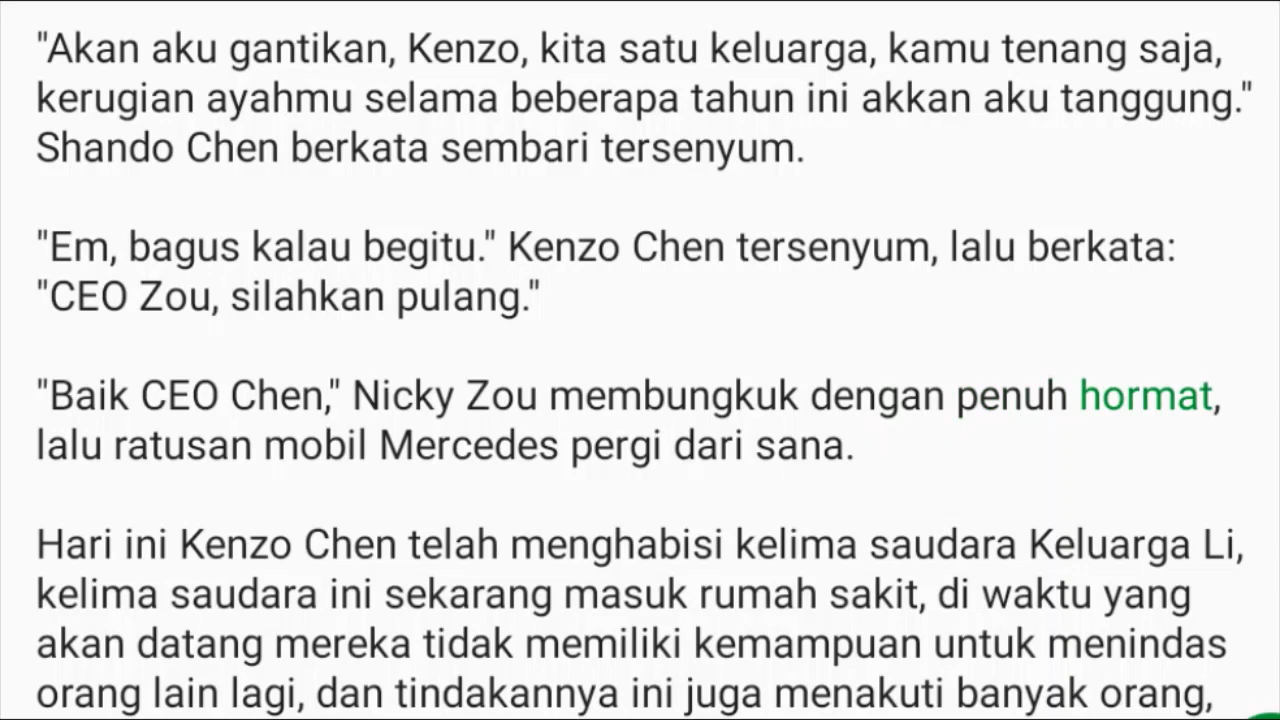 "Akan aku gantikan, Kenzo, kita satu keluarga, kamu tenang saja,
kerugian ayahmu selama beberapa tahun ini akkan aku tanggung."
Shando Chen berkata sembari tersenyum.
"Em, bagus kalau begitu." Kenzo Chen tersenyum, lalu berkata:
"CEO Zou, silahkan pulang."
"Baik CEO Chen," Nicky Zou membungkuk dengan penuh hormat,
lalu ratusan mobil Mercedes pergi dari sana.
Hari ini Kenzo Chen telah menghabisi kelima saudara Keluarga Li,
kelima saudara ini sekarang masuk rumah sakit, di waktu yang
akan datang mereka tidak memiliki kemampuan untuk menindas
orang lain lagi, dan tindakannya ini juga menakuti banyak orang,